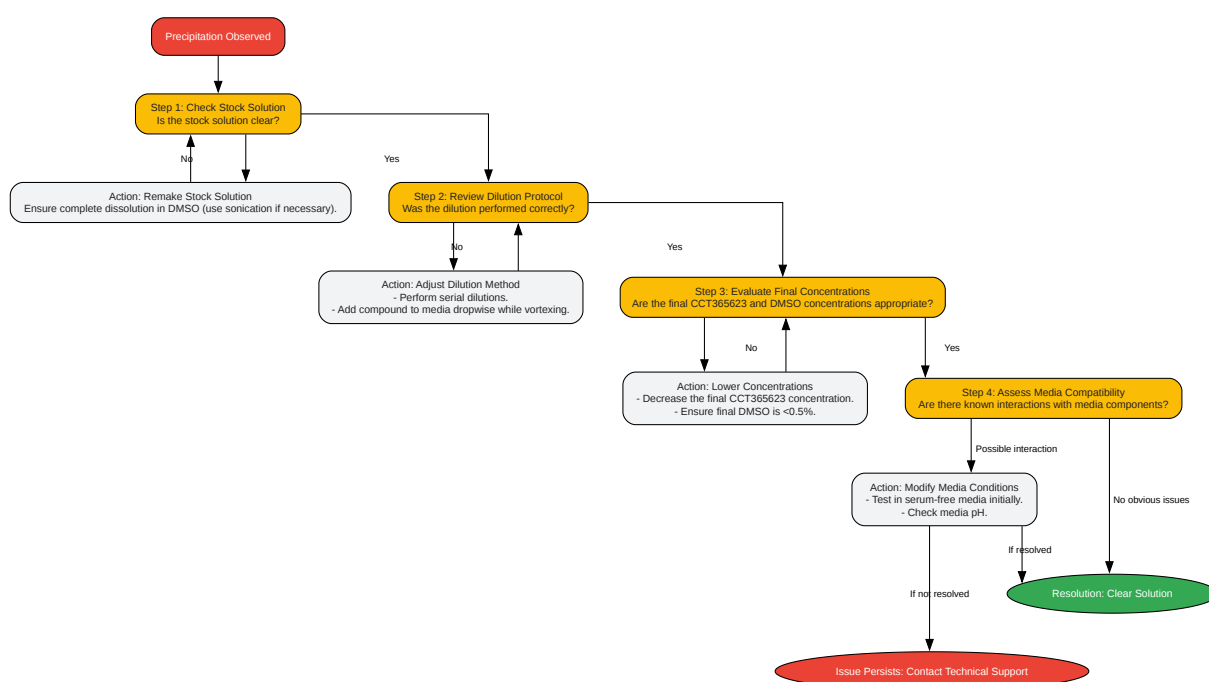 Precipitation Observed
Step 1: Check Stock Solution
Is the stock solution clear?
No
Yes
Action: Remake Stock Solution
Ensure complete dissolution in DMSO (use sonication if necessary).
Step 2: Review Dilution Protocol
Was the dilution performed correctly?
No
Yes
Action: Adjust Dilution Method
- Perform serial dilutions.
- Add compound to media dropwise while vortexing.
Step 3: Evaluate Final Concentrations
Are the final CCT365623 and DMSO concentrations appropriate?
No
Yes
Action: Lower Concentrations
- Decrease the final CCT365623 concentration.
- Ensure final DMSO is <0.5%.
Step 4: Assess Media Compatibility
Are there known interactions with media components?
Possible interaction
No obvious issues
Action: Modify Media Conditions
- Test in serum-free media initially.
- Check media pH.
If resolved
If not resolved
Resolution: Clear Solution
Issue Persists: Contact Technical Support